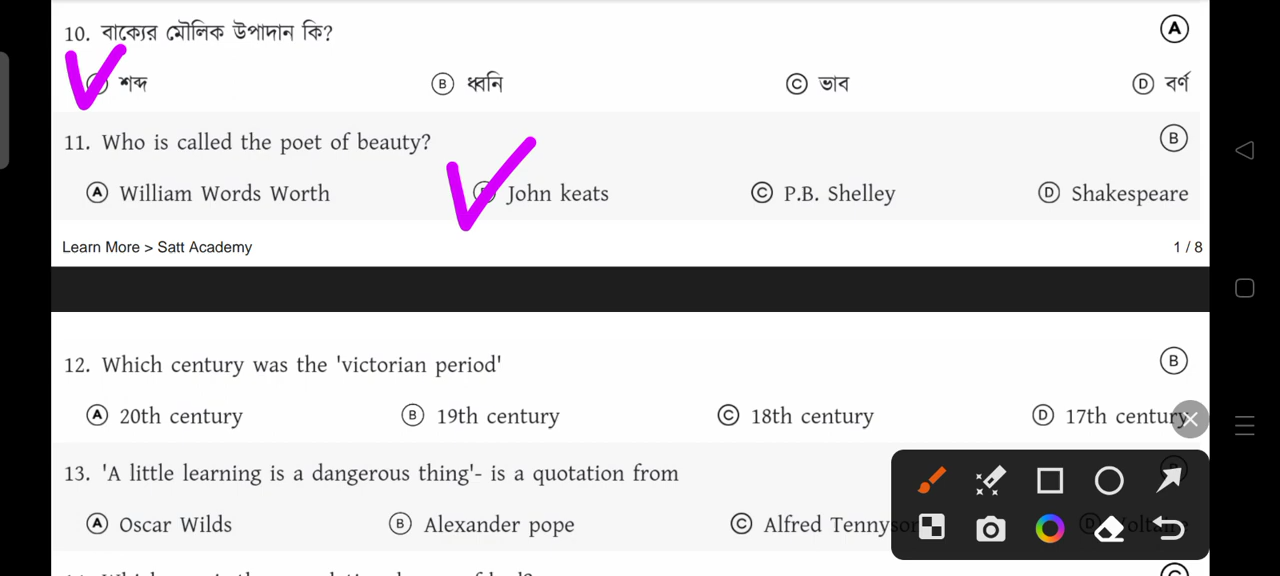 10. বাক্যের মৌলিক উপাদান কি? A
শব্দ B ধ্বনি C ভাব D বর্ণ
11. Who is called the poet of beauty? B
A William Words Worth John keats C P.B. Shelley D Shakespeare
Learn More > Satt Academy 1 / 8
12. Which century was the 'victorian period' B
A 20th century B 19th century C 18th century D 17th century
13. 'A little learning is a dangerous thing'- is a quotation from
A Oscar Wilds B Alexander pope C Alfred Tennyson D